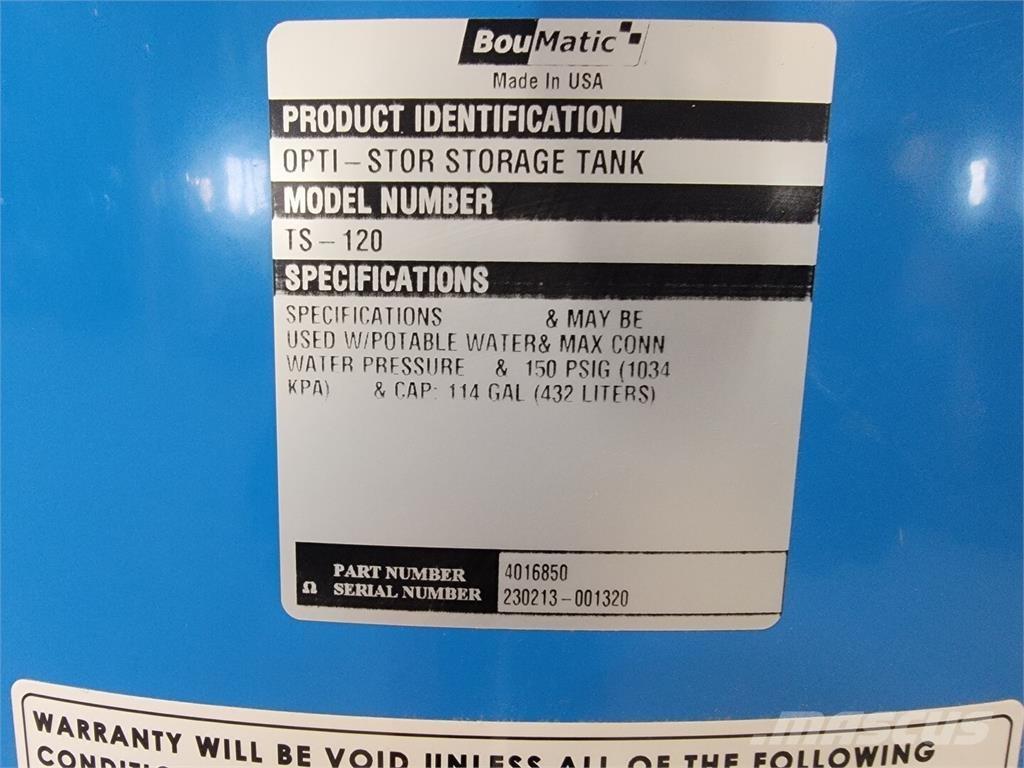 BouMatic
Made In USA
PRODUCT IDENTIFICATION
OPTI-STOR STORAGE TANK
MODEL NUMBER
TS-120
SPECIFICATIONS
SPECIFICATIONS & MAY BE
USED W/POTABLE WATER& MAX CONN
WATER PRESSURE & 150 PSIG (1034
KPA) & CAP: 114 GAL (432 LITERS)
PART NUMBER 4016850
Ω SERIAL NUMBER 230213-001320
WARRANTY WILL BE VOID UNLESS ALL OF THE FOLLOWING
MASCUS